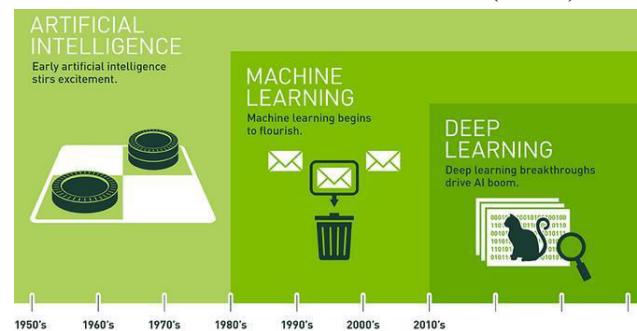 ARTIFICIAL
INTELLIGENCE
Early artificial intelligence
stirs excitement.
MACHINE
LEARNING
Machine learning begins
to flourish.
DEEP
LEARNING
Deep learning breakthroughs
drive AI boom.
1950's 1960's 1970's 1980's 1990's 2000's 2010's